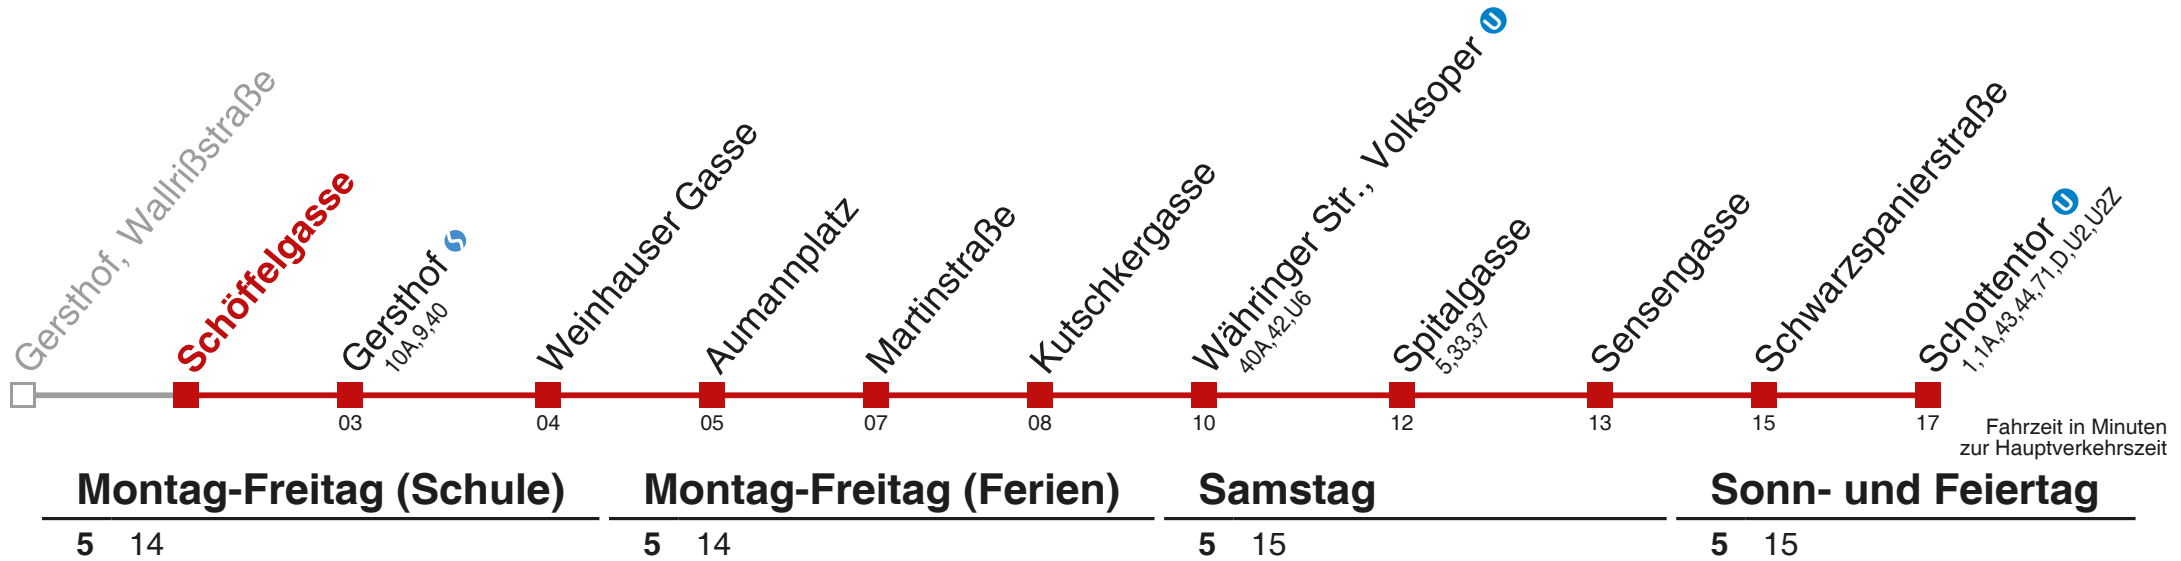 Gersthof, Wallrißstraße
Schöffelgasse
Gersthof
10A,9,40
Weinhauser Gasse
Aumannplatz
Martinstraße
Kutschkergasse
Währinger Str., Volksoper U
40A,42,U6
Spitalgasse
5,33,37
Sensengasse
Schwarzspanierstraße
Schottentor U
1,1A,43,44,71,D,U2,U2Z
03 04 05 07 08 10 12 13 15 17
Fahrzeit in Minuten
zur Hauptverkehrszeit
Montag-Freitag (Schule) Montag-Freitag (Ferien) Samstag Sonn- und Feiertag
5 14 5 14 5 15 5 15